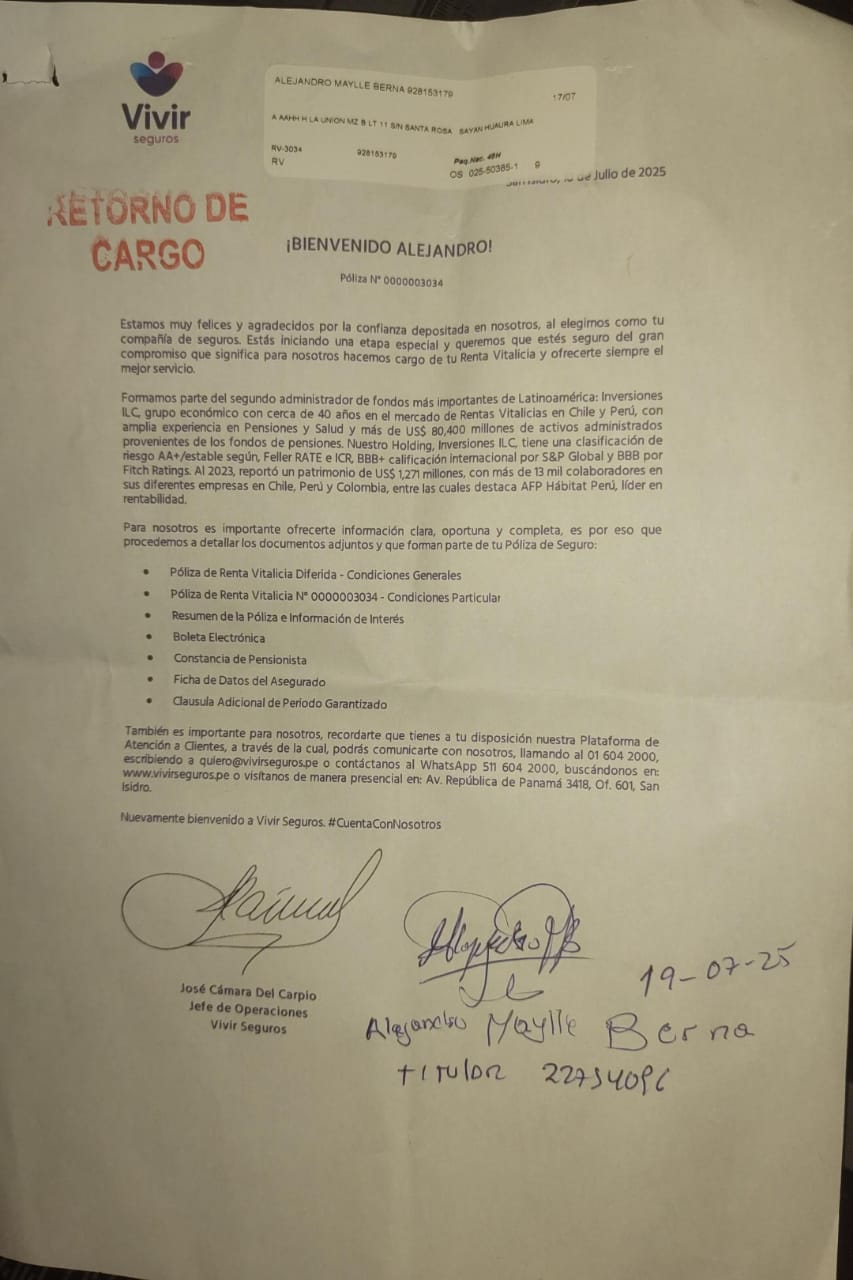 Vivir
seguros
ALEJANDRO MAYLLE BERNA 928153179
17/07
A AAHH H LA UNION MZ B LT 11 S/N SANTA ROSA SAYAN HUAURA LIMA
RV-3034 928153179 Paq.Nac. 48H
RV OS 025-50385-1 9
de Julio de 2025
RETORNO DE
CARGO
¡BIENVENIDO ALEJANDRO!
Póliza N° 0000003034
Estamos muy felices y agradecidos por la confianza depositada en nosotros, al elegirnos como tu
compañía de seguros. Estás iniciando una etapa especial y queremos que estés seguro del gran
compromiso que significa para nosotros hacernos cargo de tu Renta Vitalicia y ofrecerte siempre el
mejor servicio.
Formamos parte del segundo administrador de fondos más importantes de Latinoamérica: Inversiones
ILC, grupo económico con cerca de 40 años en el mercado de Rentas Vitalicias en Chile y Perú, con
amplia experiencia en Pensiones y Salud y más de US$ 80,400 millones de activos administrados
provenientes de los fondos de pensiones. Nuestro Holding, Inversiones ILC, tiene una clasificación de
riesgo AA+/estable según, Feller RATE e ICR, BBB+ calificación internacional por S&P Global y BBB por
Fitch Ratings. Al 2023, reportó un patrimonio de US$ 1,271 millones, con más de 13 mil colaboradores en
sus diferentes empresas en Chile, Perú y Colombia, entre las cuales destaca AFP Hábitat Perú, líder en
rentabilidad.
Para nosotros es importante ofrecerte información clara, oportuna y completa, es por eso que
procedemos a detallar los documentos adjuntos y que forman parte de tu Póliza de Seguro:
• Póliza de Renta Vitalicia Diferida - Condiciones Generales
• Póliza de Renta Vitalicia N° 0000003034 - Condiciones Particular
• Resumen de la Póliza e Información de Interés
• Boleta Electrónica
• Constancia de Pensionista
• Ficha de Datos del Asegurado
• Clausula Adicional de Periodo Garantizado
También es importante para nosotros, recordarte que tienes a tu disposición nuestra Plataforma de
Atención a Clientes, a través de la cual, podrás comunicarte con nosotros, llamando al 01 604 2000,
escribiendo a quiero@vivirseguros.pe o contáctanos al WhatsApp 511 604 2000, buscándonos en:
www.vivirseguros.pe o visítanos de manera presencial en: Av. República de Panamá 3418, Of. 601, San
Isidro.
Nuevamente bienvenido a Vivir Seguros. #CuentaConNosotros
José Cámara Del Carpio
Jefe de Operaciones
Vivir Seguros
19-07-25
Alejandro Maylle Berna
TITULAR 22754096